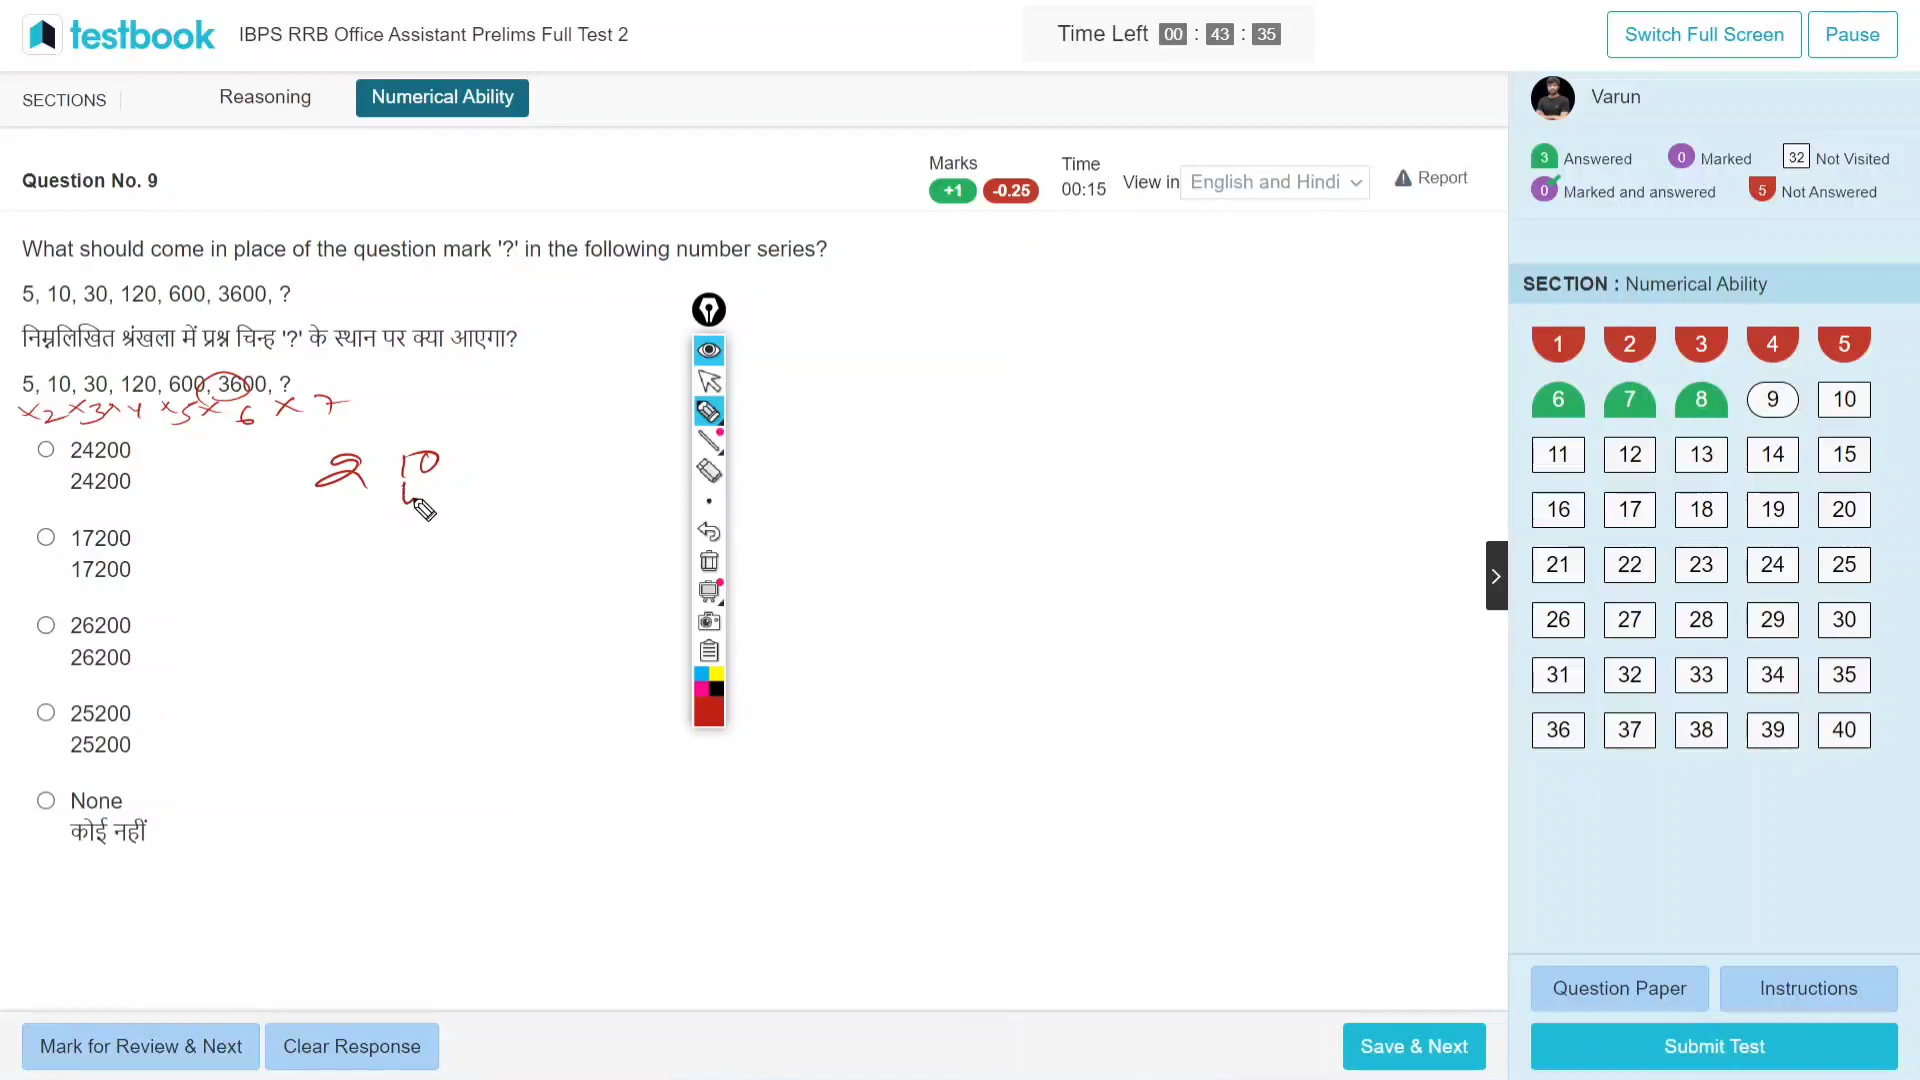 testbook IBPS RRB Office Assistant Prelims Full Test 2 Time Left 00 : 43 : 35 Switch Full Screen Pause
SECTIONS Reasoning Numerical Ability
Varun
Question No. 9
Marks
+1 -0.25
Time
00:15
View in English and Hindi
Report
3 Answered 0 Marked 32 Not Visited
0 Marked and answered 5 Not Answered
What should come in place of the question mark '?' in the following number series?
5, 10, 30, 120, 600, 3600, ?
निम्नलिखित श्रंखला में प्रश्न चिन्ह '?' के स्थान पर क्या आएगा?
5, 10, 30, 120, 600, 3600, ?
×2 ×3 ×4 ×5 × 6 × 7
24200
24200
2 10
17200
17200
26200
26200
25200
25200
None
कोई नहीं
SECTION : Numerical Ability
1 2 3 4 5
6 7 8 9 10
11 12 13 14 15
16 17 18 19 20
21 22 23 24 25
26 27 28 29 30
31 32 33 34 35
36 37 38 39 40
Question Paper Instructions
Mark for Review & Next Clear Response Save & Next Submit Test